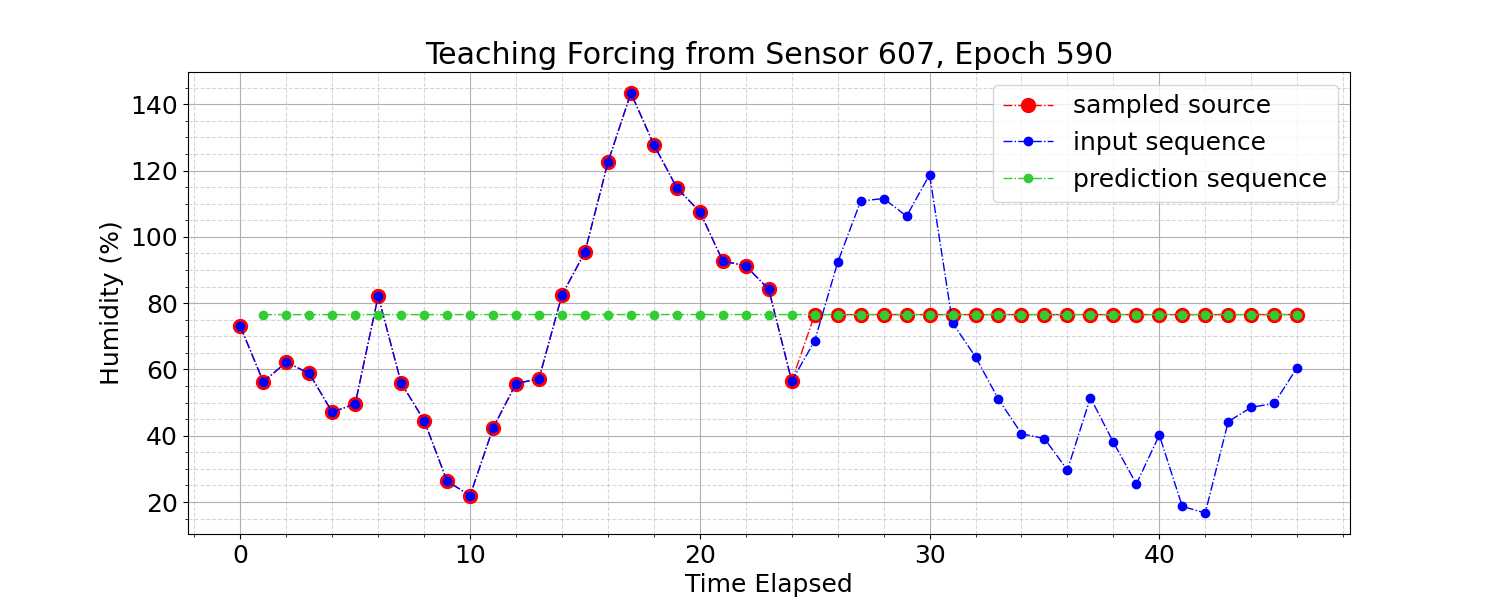 Teaching Forcing from Sensor 607, Epoch 590
sampled source
input sequence
prediction sequence
Humidity (%)
140
120
100
80
60
40
20
0 10 20 30 40
Time Elapsed